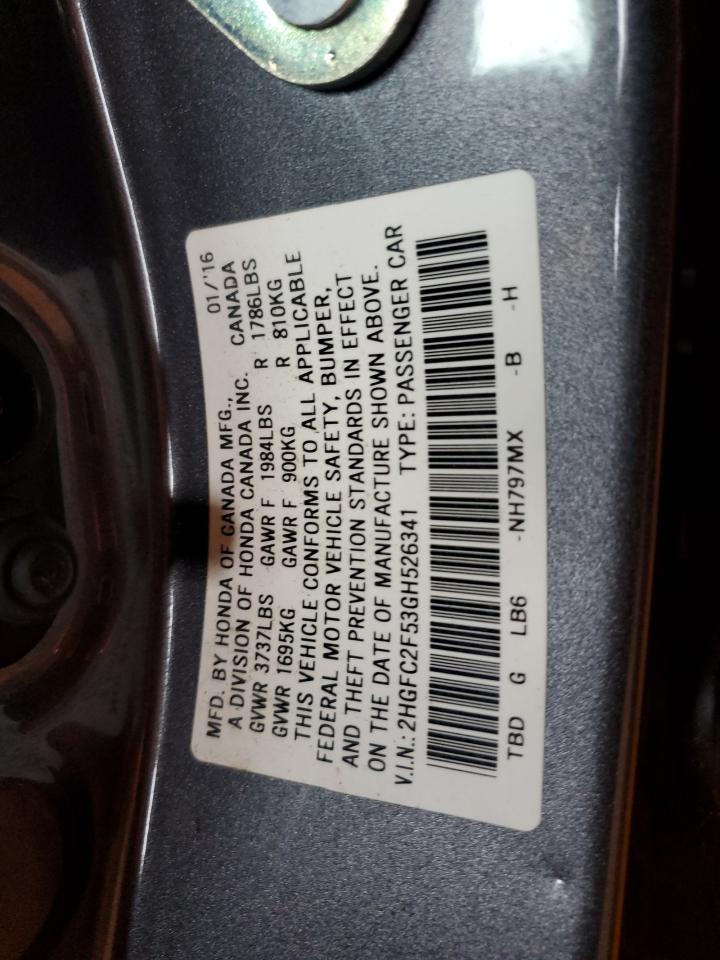 MFD. BY HONDA OF CANADA MFG., 01/'16
A DIVISION OF HONDA CANADA INC. CANADA
GVWR 3737LBS GAWR F 1984LBS R 1786LBS
GVWR 1695KG GAWR F 900KG R 810KG
THIS VEHICLE CONFORMS TO ALL APPLICABLE
FEDERAL MOTOR VEHICLE SAFETY, BUMPER,
AND THEFT PREVENTION STANDARDS IN EFFECT
ON THE DATE OF MANUFACTURE SHOWN ABOVE.
V.I.N.: 2HGFC2F53GH526341 TYPE: PASSENGER CAR
TBD G LB6 -NH797MX -B -H